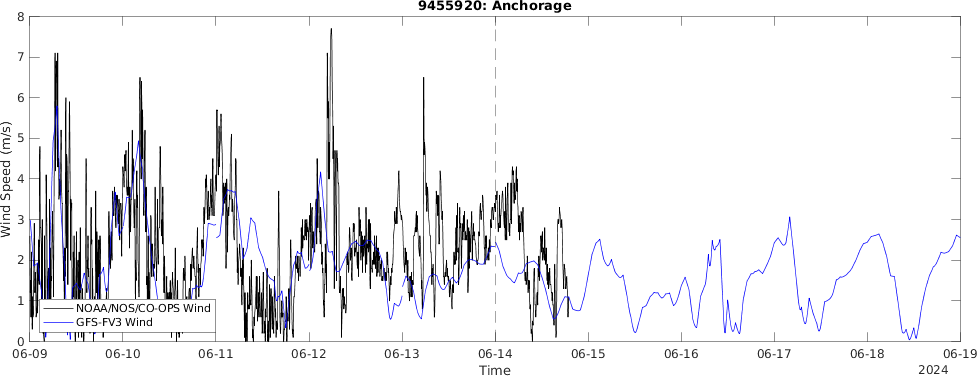 9455920: Anchorage
8
7
6
5
4
3
2
1
0
Wind Speed (m/s)
NOAA/NOS/CO-OPS Wind
GFS-FV3 Wind
06-09 06-10 06-11 06-12 06-13 06-14 06-15 06-16 06-17 06-18 06-19
Time
2024